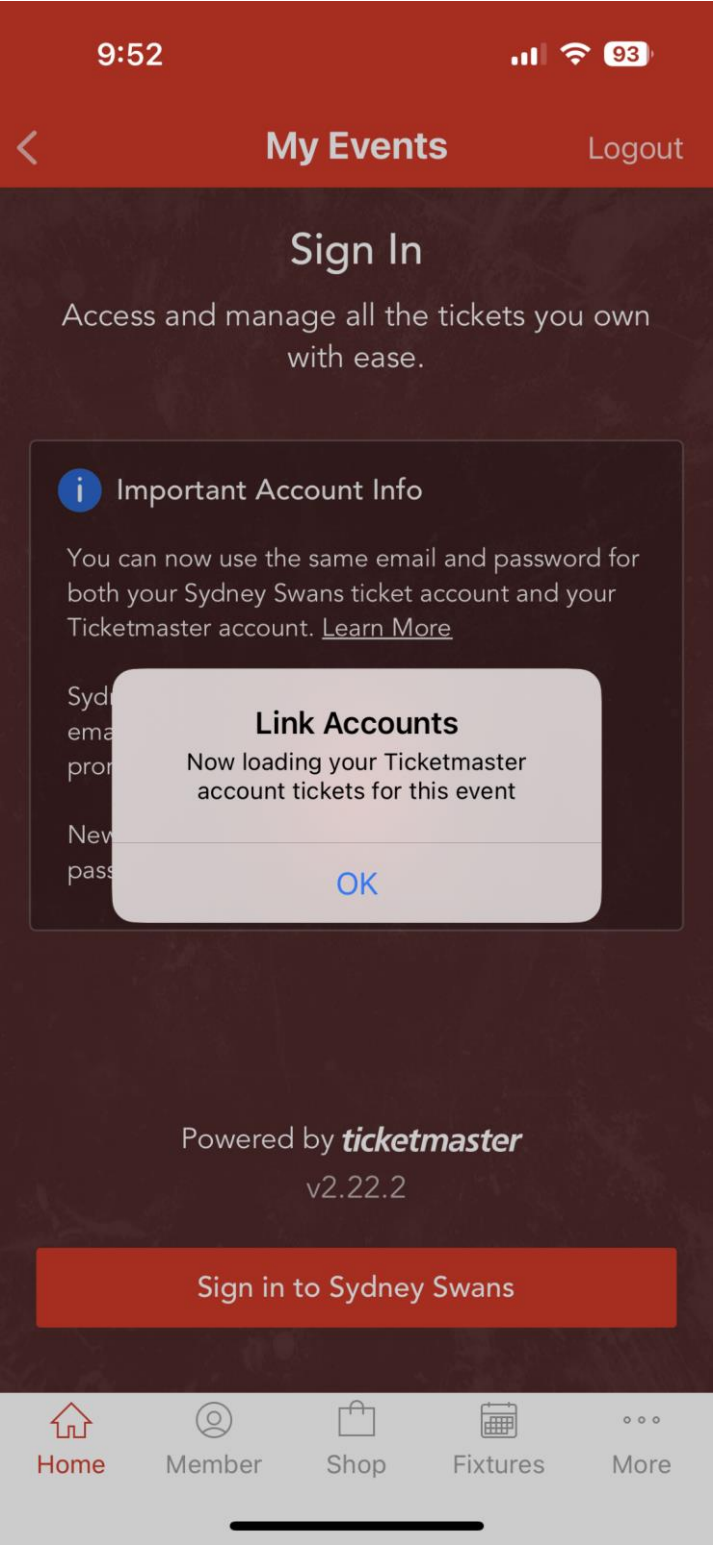 9:52
93
My Events
Logout
Sign In
Access and manage all the tickets you own
with ease.
Important Account Info
You can now use the same email and password for
both your Sydney Swans ticket account and your
Ticketmaster account. Learn More
Link Accounts
Now loading your Ticketmaster
account tickets for this event
OK
Powered by ticketmaster
v2.22.2
Sign in to Sydney Swans
Home
Member
Shop
Fixtures
More